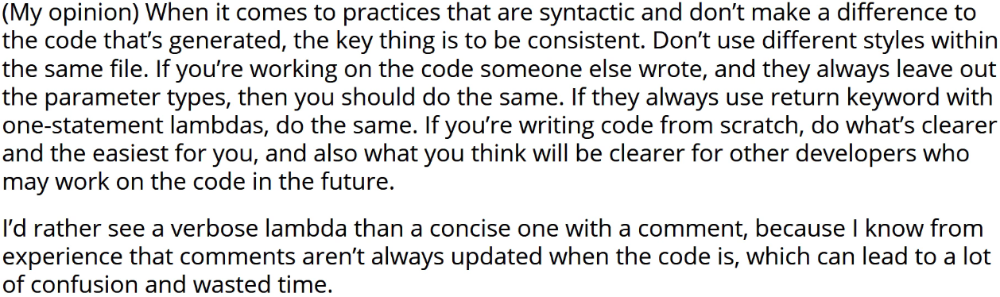 (My opinion) When it comes to practices that are syntactic and don’t make a difference to
the code that’s generated, the key thing is to be consistent. Don’t use different styles within
the same file. If you’re working on the code someone else wrote, and they always leave out
the parameter types, then you should do the same. If they always use return keyword with
one-statement lambdas, do the same. If you’re writing code from scratch, do what’s clearer
and the easiest for you, and also what you think will be clearer for other developers who
may work on the code in the future.
I’d rather see a verbose lambda than a concise one with a comment, because I know from
experience that comments aren’t always updated when the code is, which can lead to a lot
of confusion and wasted time.